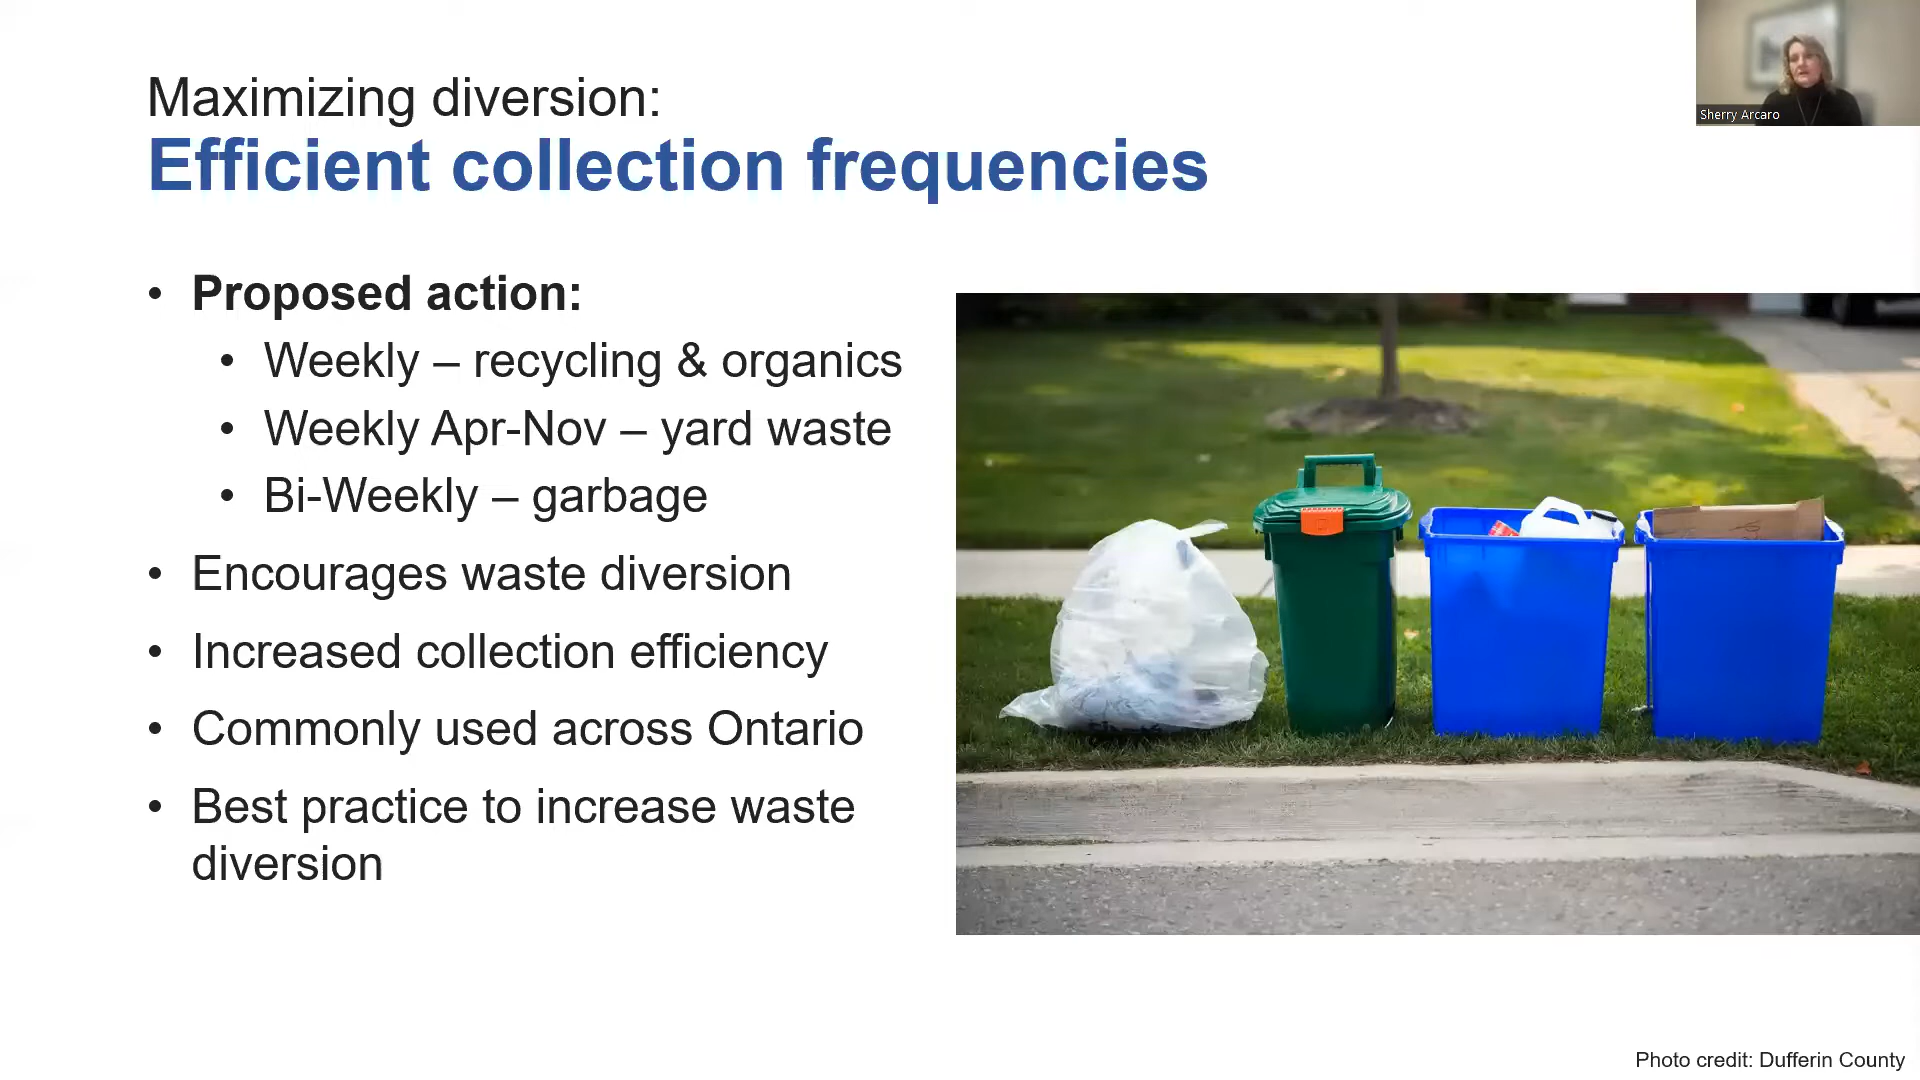 Maximizing diversion:
Efficient collection frequencies
Sherry Arcaro
• Proposed action:
• Weekly – recycling & organics
• Weekly Apr-Nov – yard waste
• Bi-Weekly – garbage
• Encourages waste diversion
• Increased collection efficiency
• Commonly used across Ontario
• Best practice to increase waste
diversion
Photo credit: Dufferin County